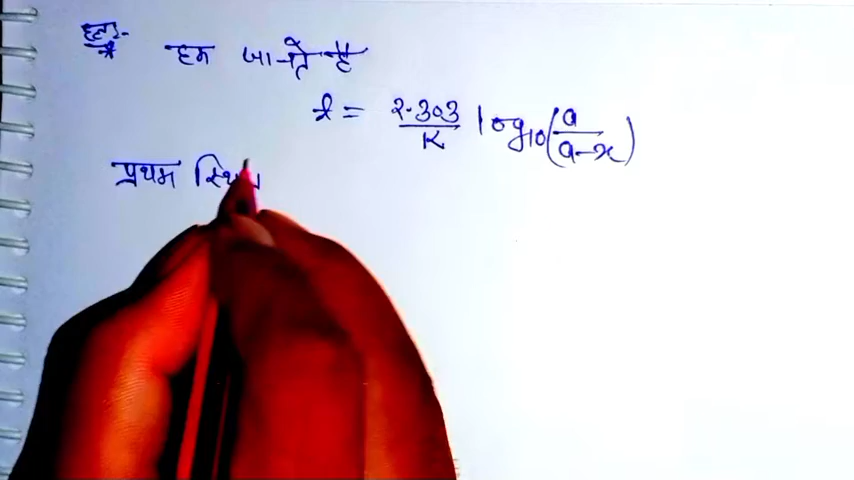 हल:-
हम जानते है
t = 2.303/K log₁₀(a/a-x)
प्रथम